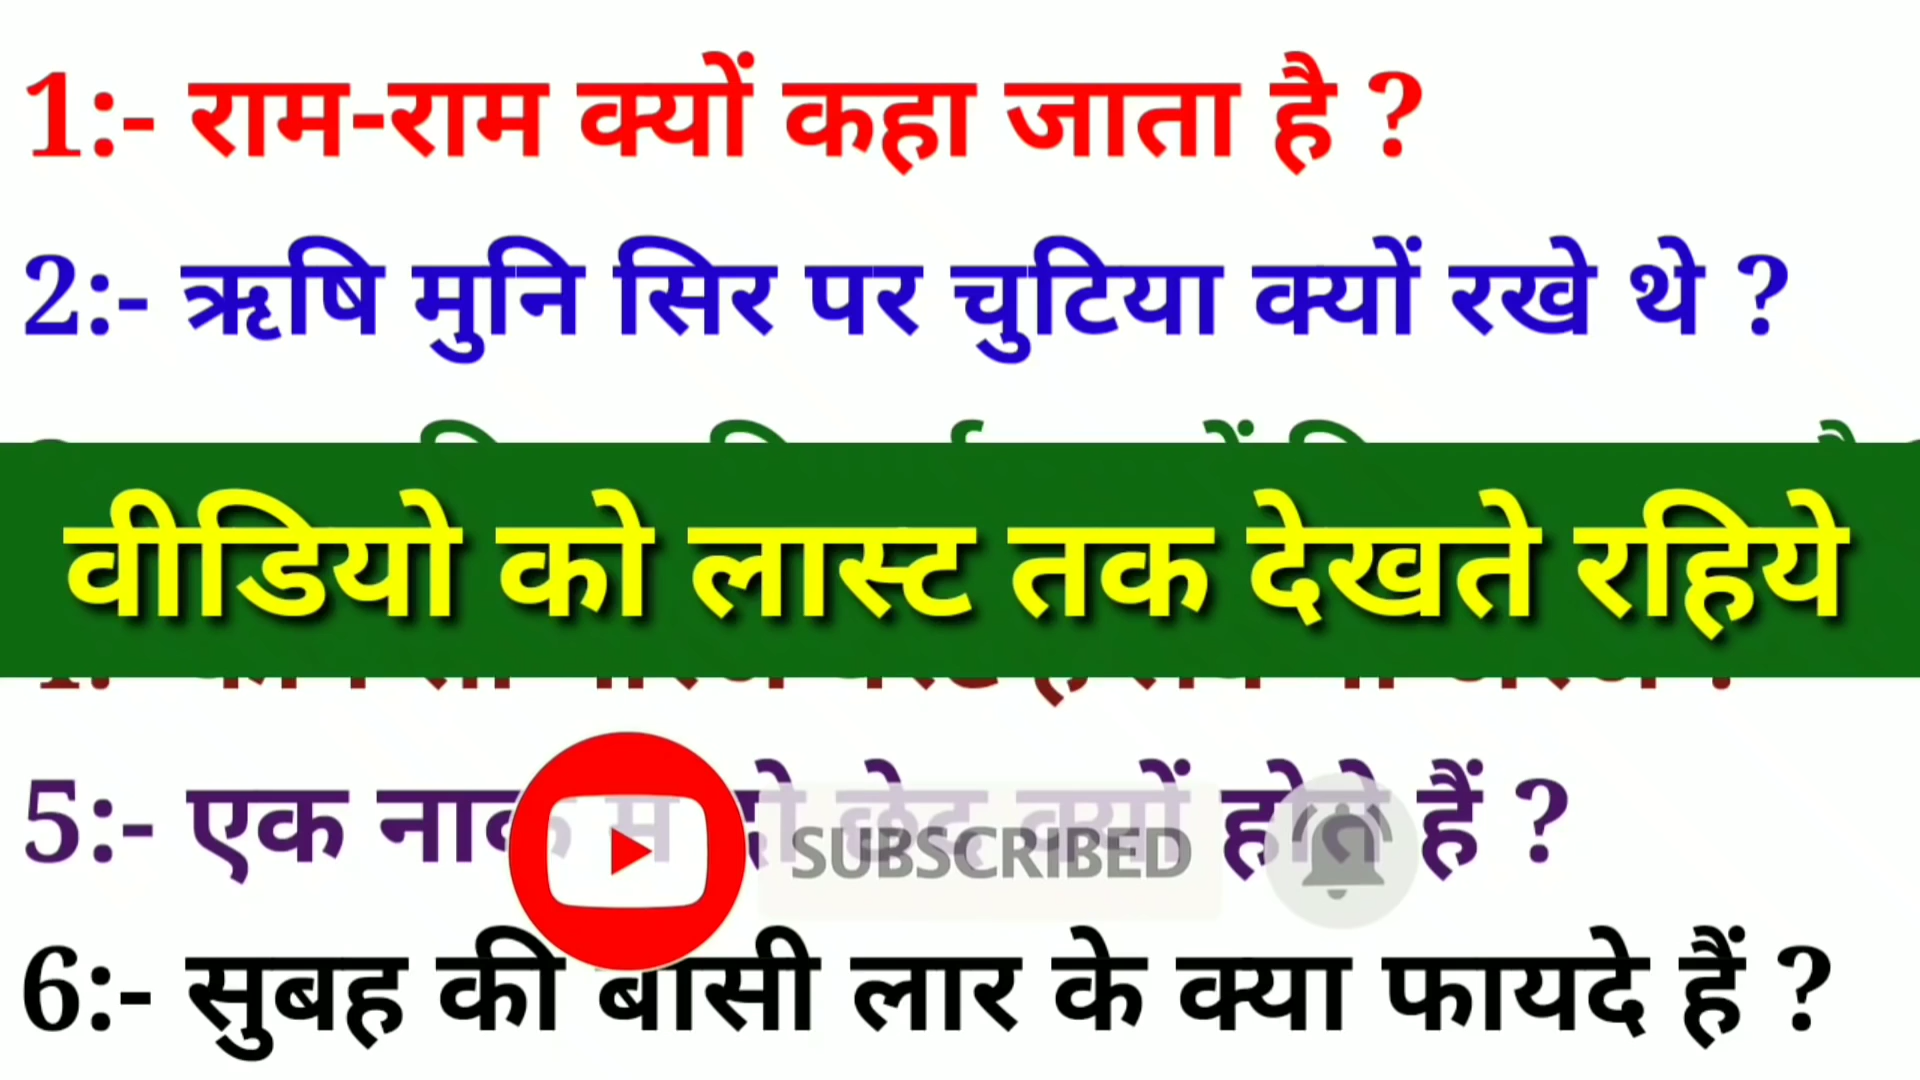 1:- राम-राम क्यों कहा जाता है ?
2:- ऋषि मुनि सिर पर चुटिया क्यों रखे थे ?
वीडियो को लास्ट तक देखते रहिये
5:- एक नाक में दो छेद क्यों होते हैं ?
SUBSCRIBED
6:- सुबह की बासी लार के क्या फायदे हैं ?